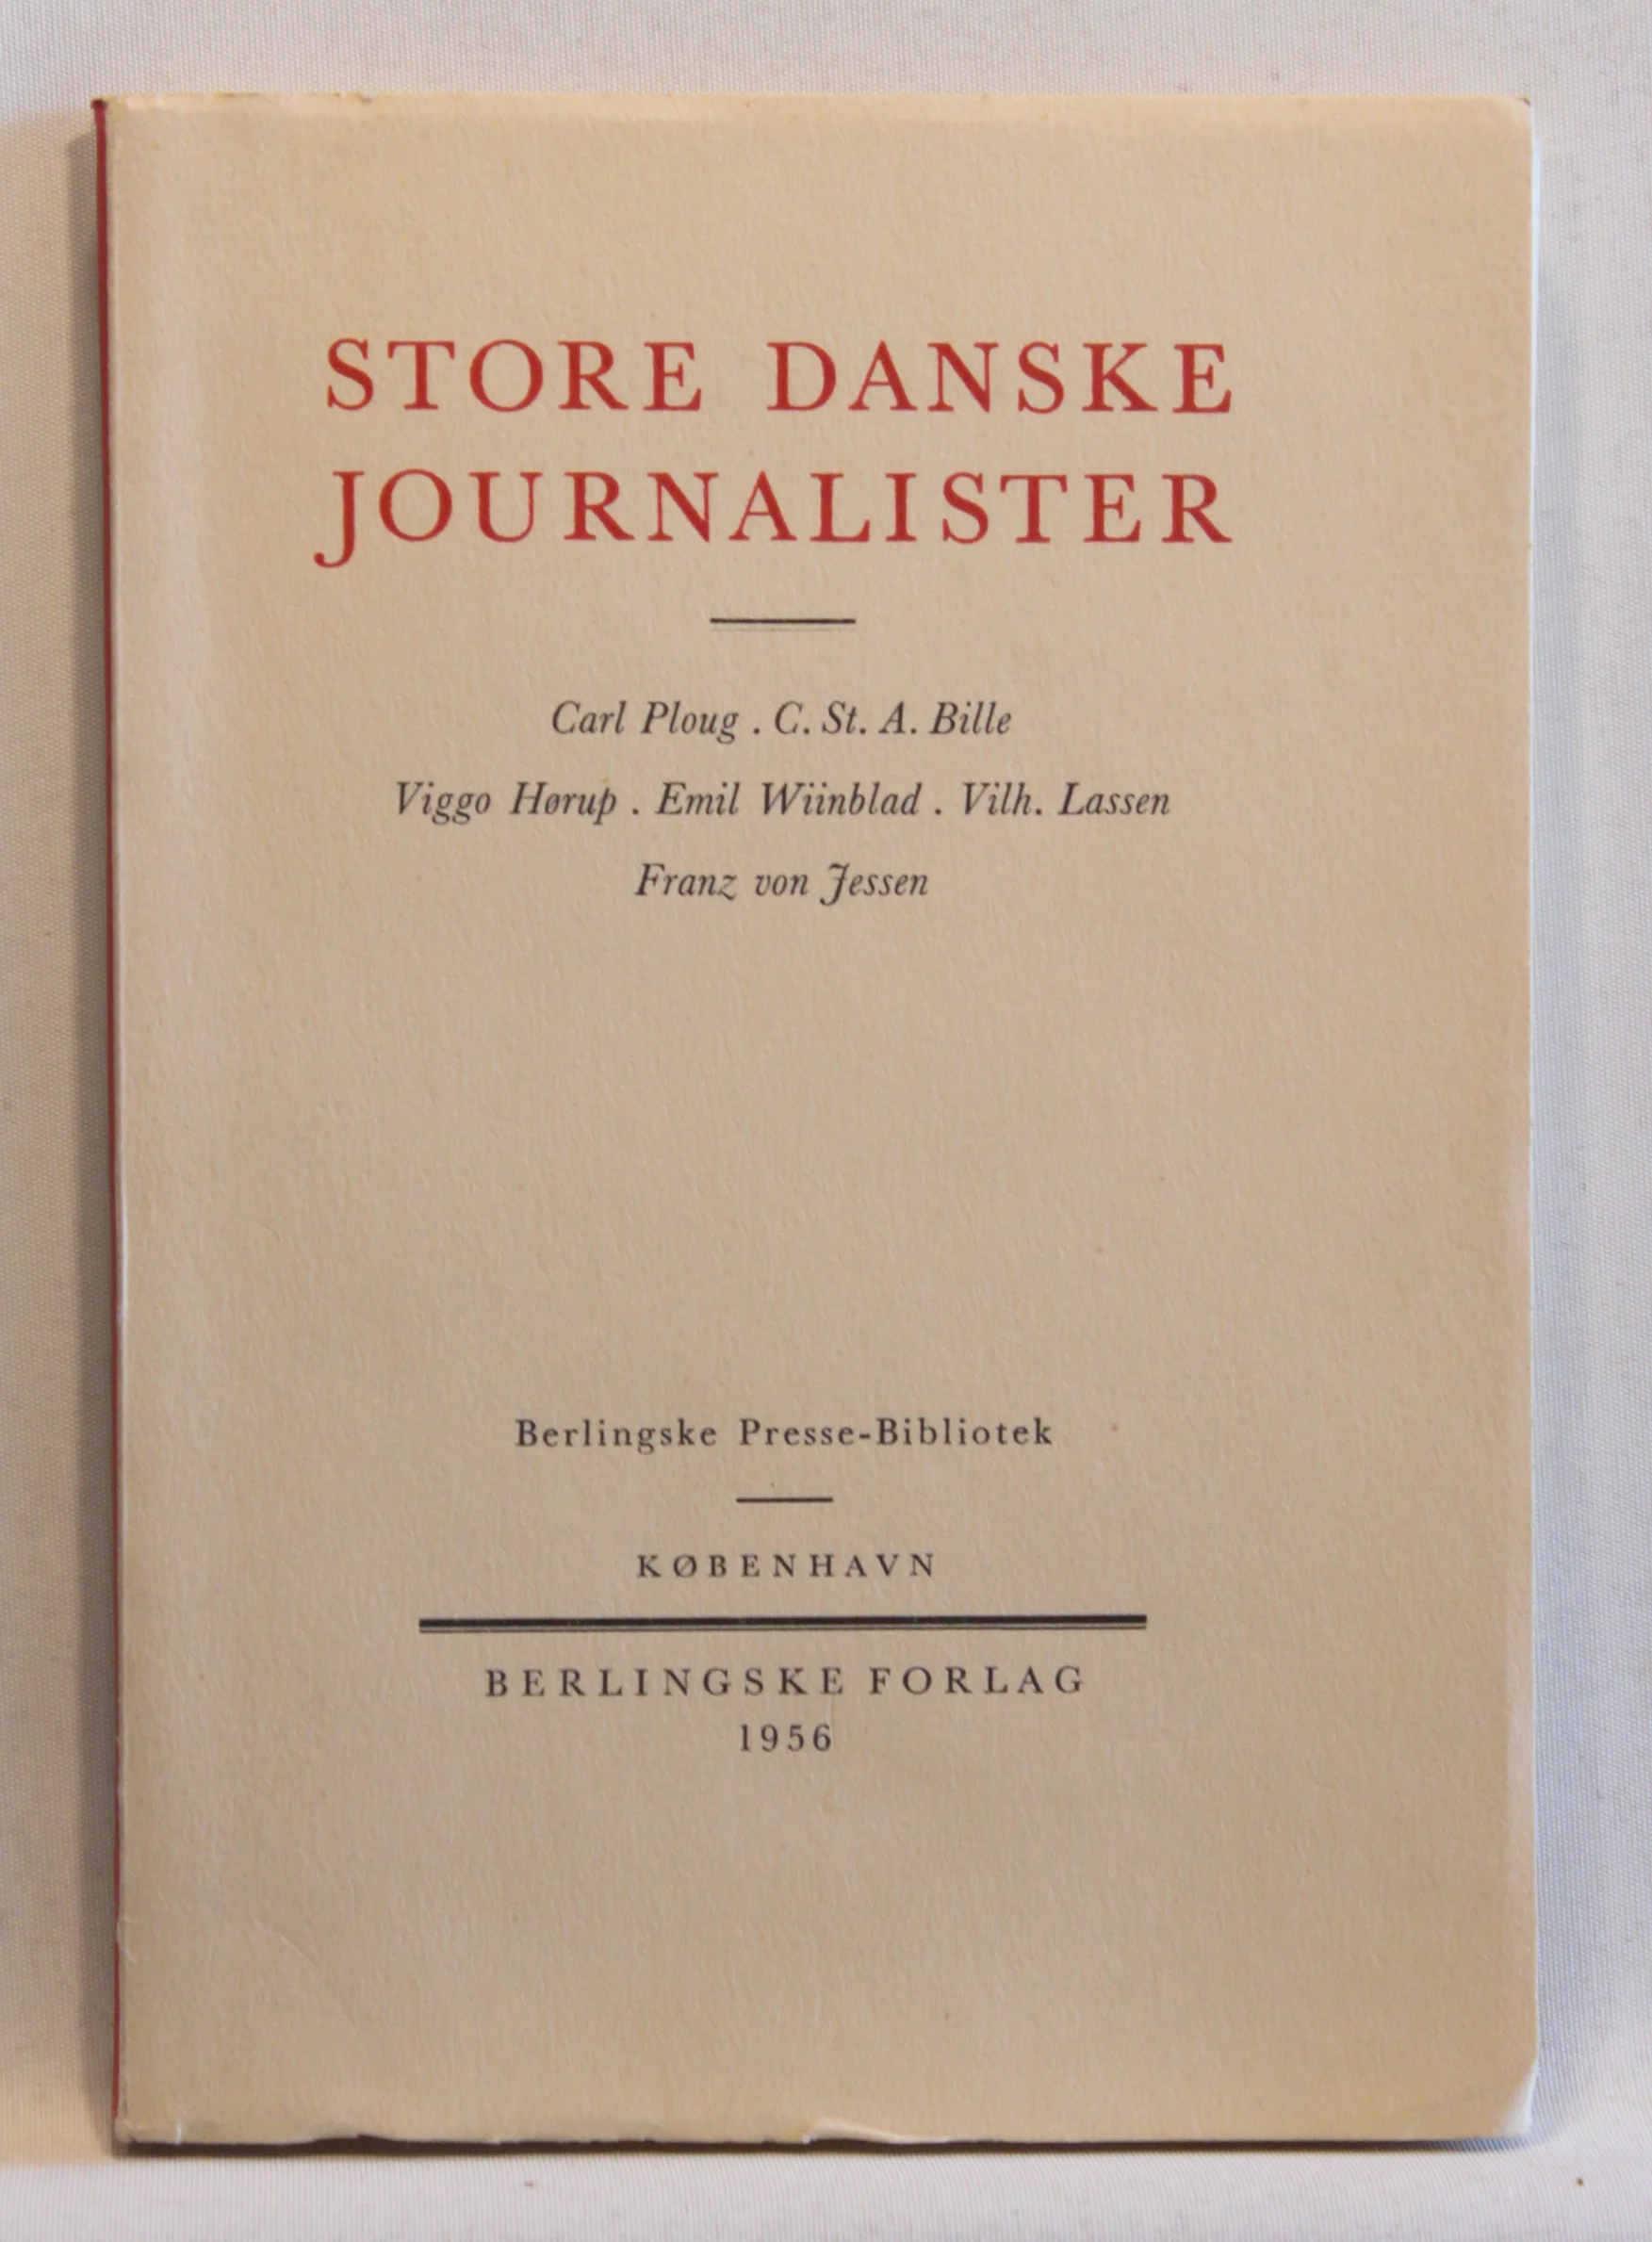 STORE DANSKE
JOURNALISTER
Carl Ploug . C. St. A. Bille
Viggo Hørup . Emil Wiinblad . Vilh. Lassen
Franz von Jessen
Berlingske Presse-Bibliotek
KØBENHAVN
BERLINGSKE FORLAG
1956